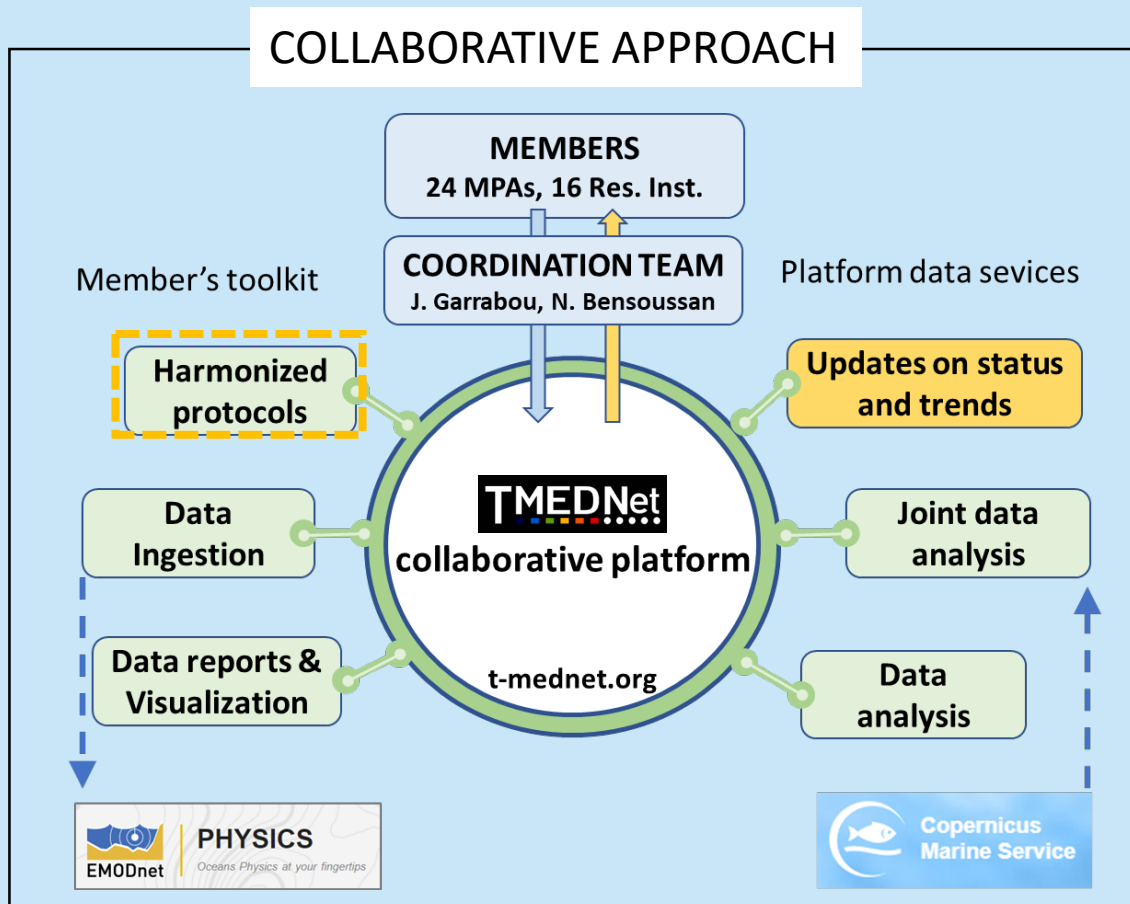 COLLABORATIVE APPROACH
MEMBERS
24 MPAs, 16 Res. Inst.
COORDINATION TEAM
J. Garrabou, N. Bensoussan
Member's toolkit
Harmonized
protocols
Data
Ingestion
Data reports &
Visualization
TMEDNet
collaborative platform
t-mednet.org
Platform data sevices
Updates on status
and trends
Joint data
analysis
Data
analysis
EMODnet
PHYSICS
Oceans Physics at your fingertips
Copernicus
Marine Service